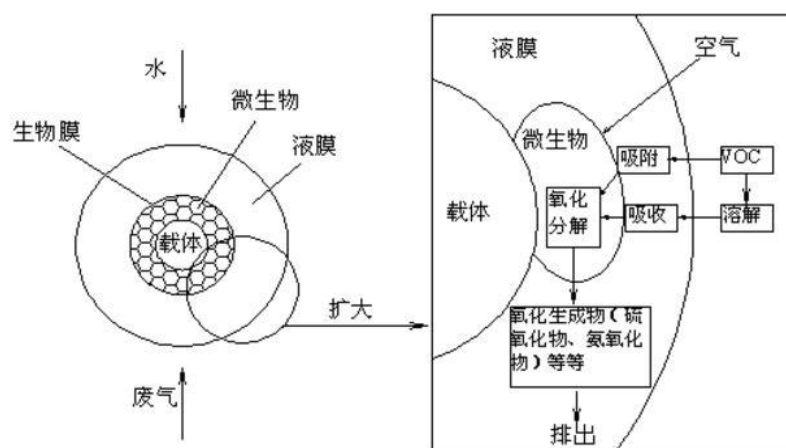 水
微生物
生物膜
液膜
载体
扩大
废气
液膜
空气
微生物
吸附
VOC
载体
氧化
分解
吸收
溶解
氧化生成物(硫
氧化物、氨氧化
物)等等
排出